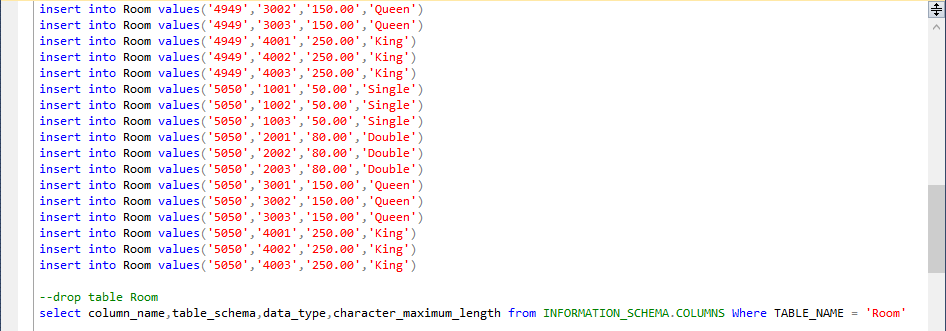 insert into Room values('4949','3002','150.00','Queen')
insert into Room values('4949','3003','150.00','Queen')
insert into Room values('4949','4001','250.00','King')
insert into Room values('4949','4002','250.00','King')
insert into Room values('4949','4003','250.00','King')
insert into Room values('5050','1001','50.00','Single')
insert into Room values('5050','1002','50.00','Single')
insert into Room values('5050','1003','50.00','Single')
insert into Room values('5050','2001','80.00','Double')
insert into Room values('5050','2002','80.00','Double')
insert into Room values('5050','2003','80.00','Double')
insert into Room values('5050','3001','150.00','Queen')
insert into Room values('5050','3002','150.00','Queen')
insert into Room values('5050','3003','150.00','Queen')
insert into Room values('5050','4001','250.00','King')
insert into Room values('5050','4002','250.00','King')
insert into Room values('5050','4003','250.00','King')
--drop table Room
select column_name,table_schema,data_type,character_maximum_length from INFORMATION_SCHEMA.COLUMNS Where TABLE_NAME = 'Room'